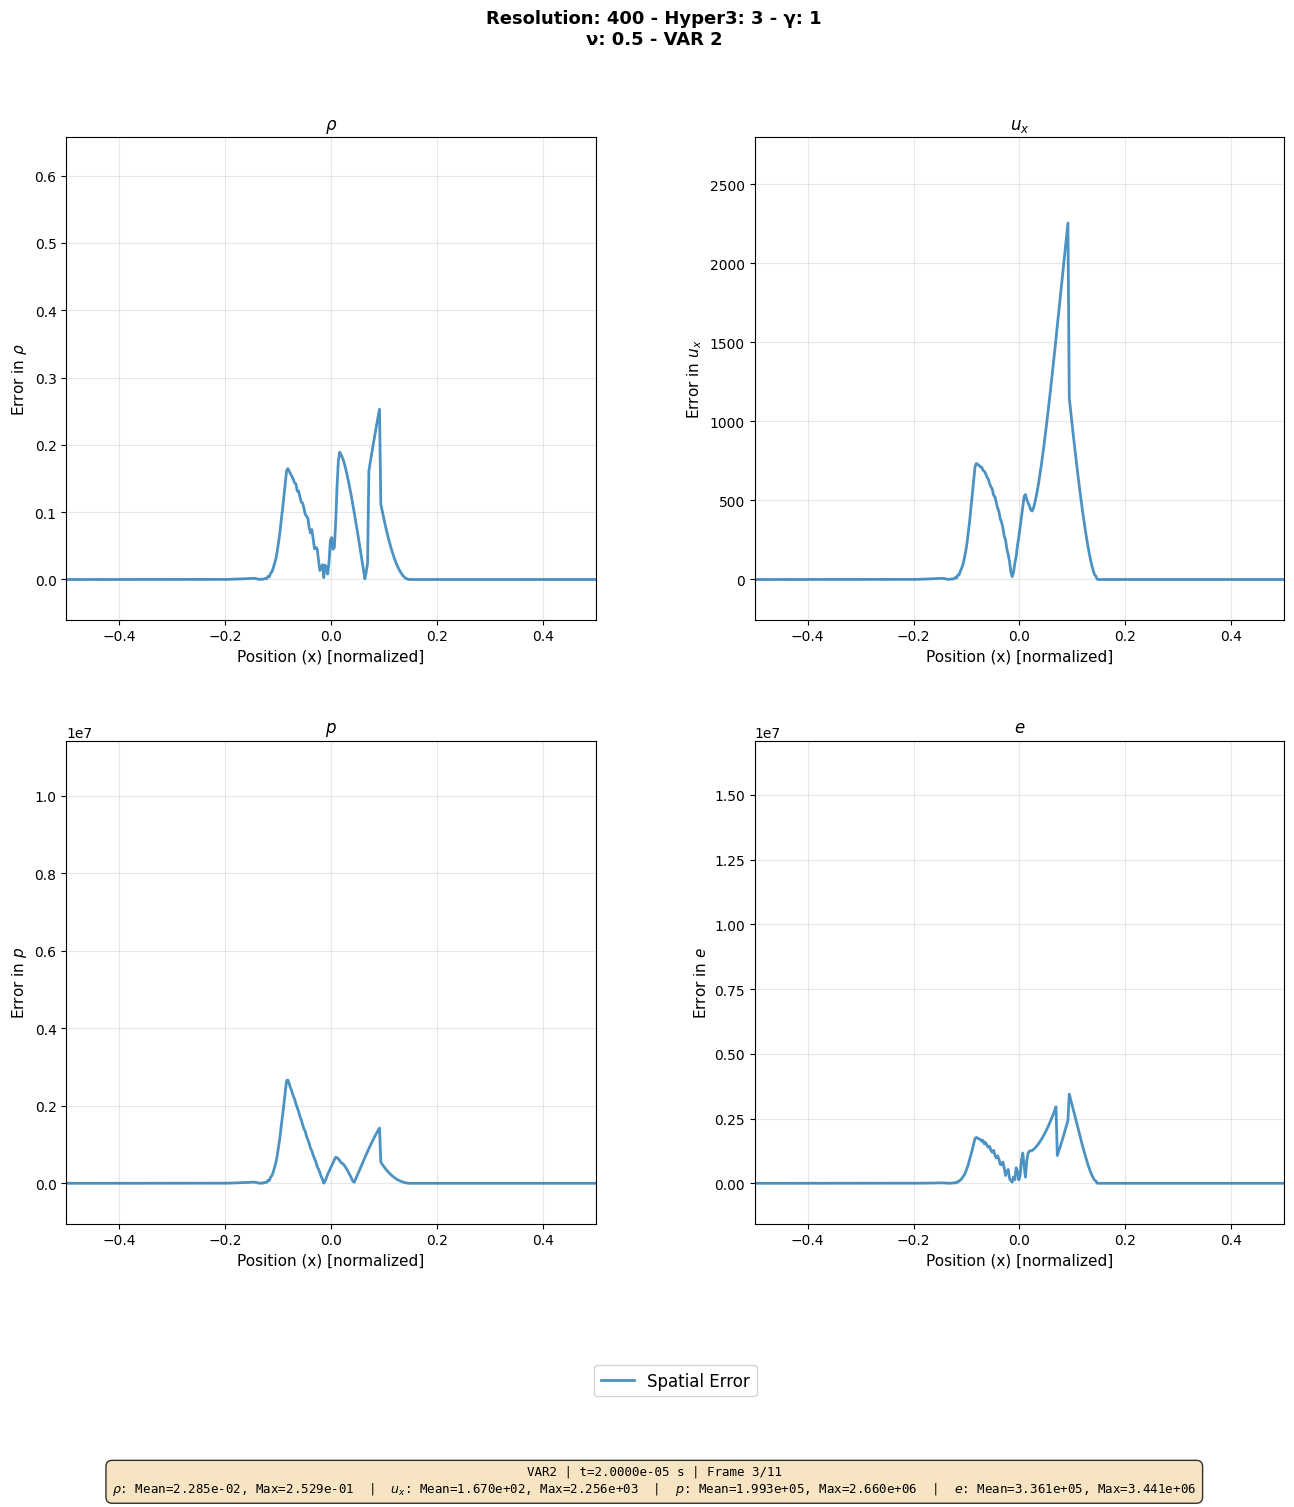 Resolution: 400 - Hyper3: 3 - γ: 1
ν: 0.5 - VAR 2
ρ
0.6
0.5
0.4
0.3
0.2
0.1
0.0
Error in ρ
−0.4 −0.2 0.0 0.2 0.4
Position (x) [normalized]
u_x
2500
2000
1500
1000
500
0
Error in u_x
−0.4 −0.2 0.0 0.2 0.4
Position (x) [normalized]
p
1e7
1.0
0.8
0.6
0.4
0.2
0.0
Error in p
−0.4 −0.2 0.0 0.2 0.4
Position (x) [normalized]
e
1e7
1.50
1.25
1.00
0.75
0.50
0.25
0.00
Error in e
−0.4 −0.2 0.0 0.2 0.4
Position (x) [normalized]
Spatial Error
VAR2 | t=2.0000e-05 s | Frame 3/11
ρ: Mean=2.285e-02, Max=2.529e-01 | u_x: Mean=1.670e+02, Max=2.256e+03 | p: Mean=1.993e+05, Max=2.660e+06 | e: Mean=3.361e+05, Max=3.441e+06